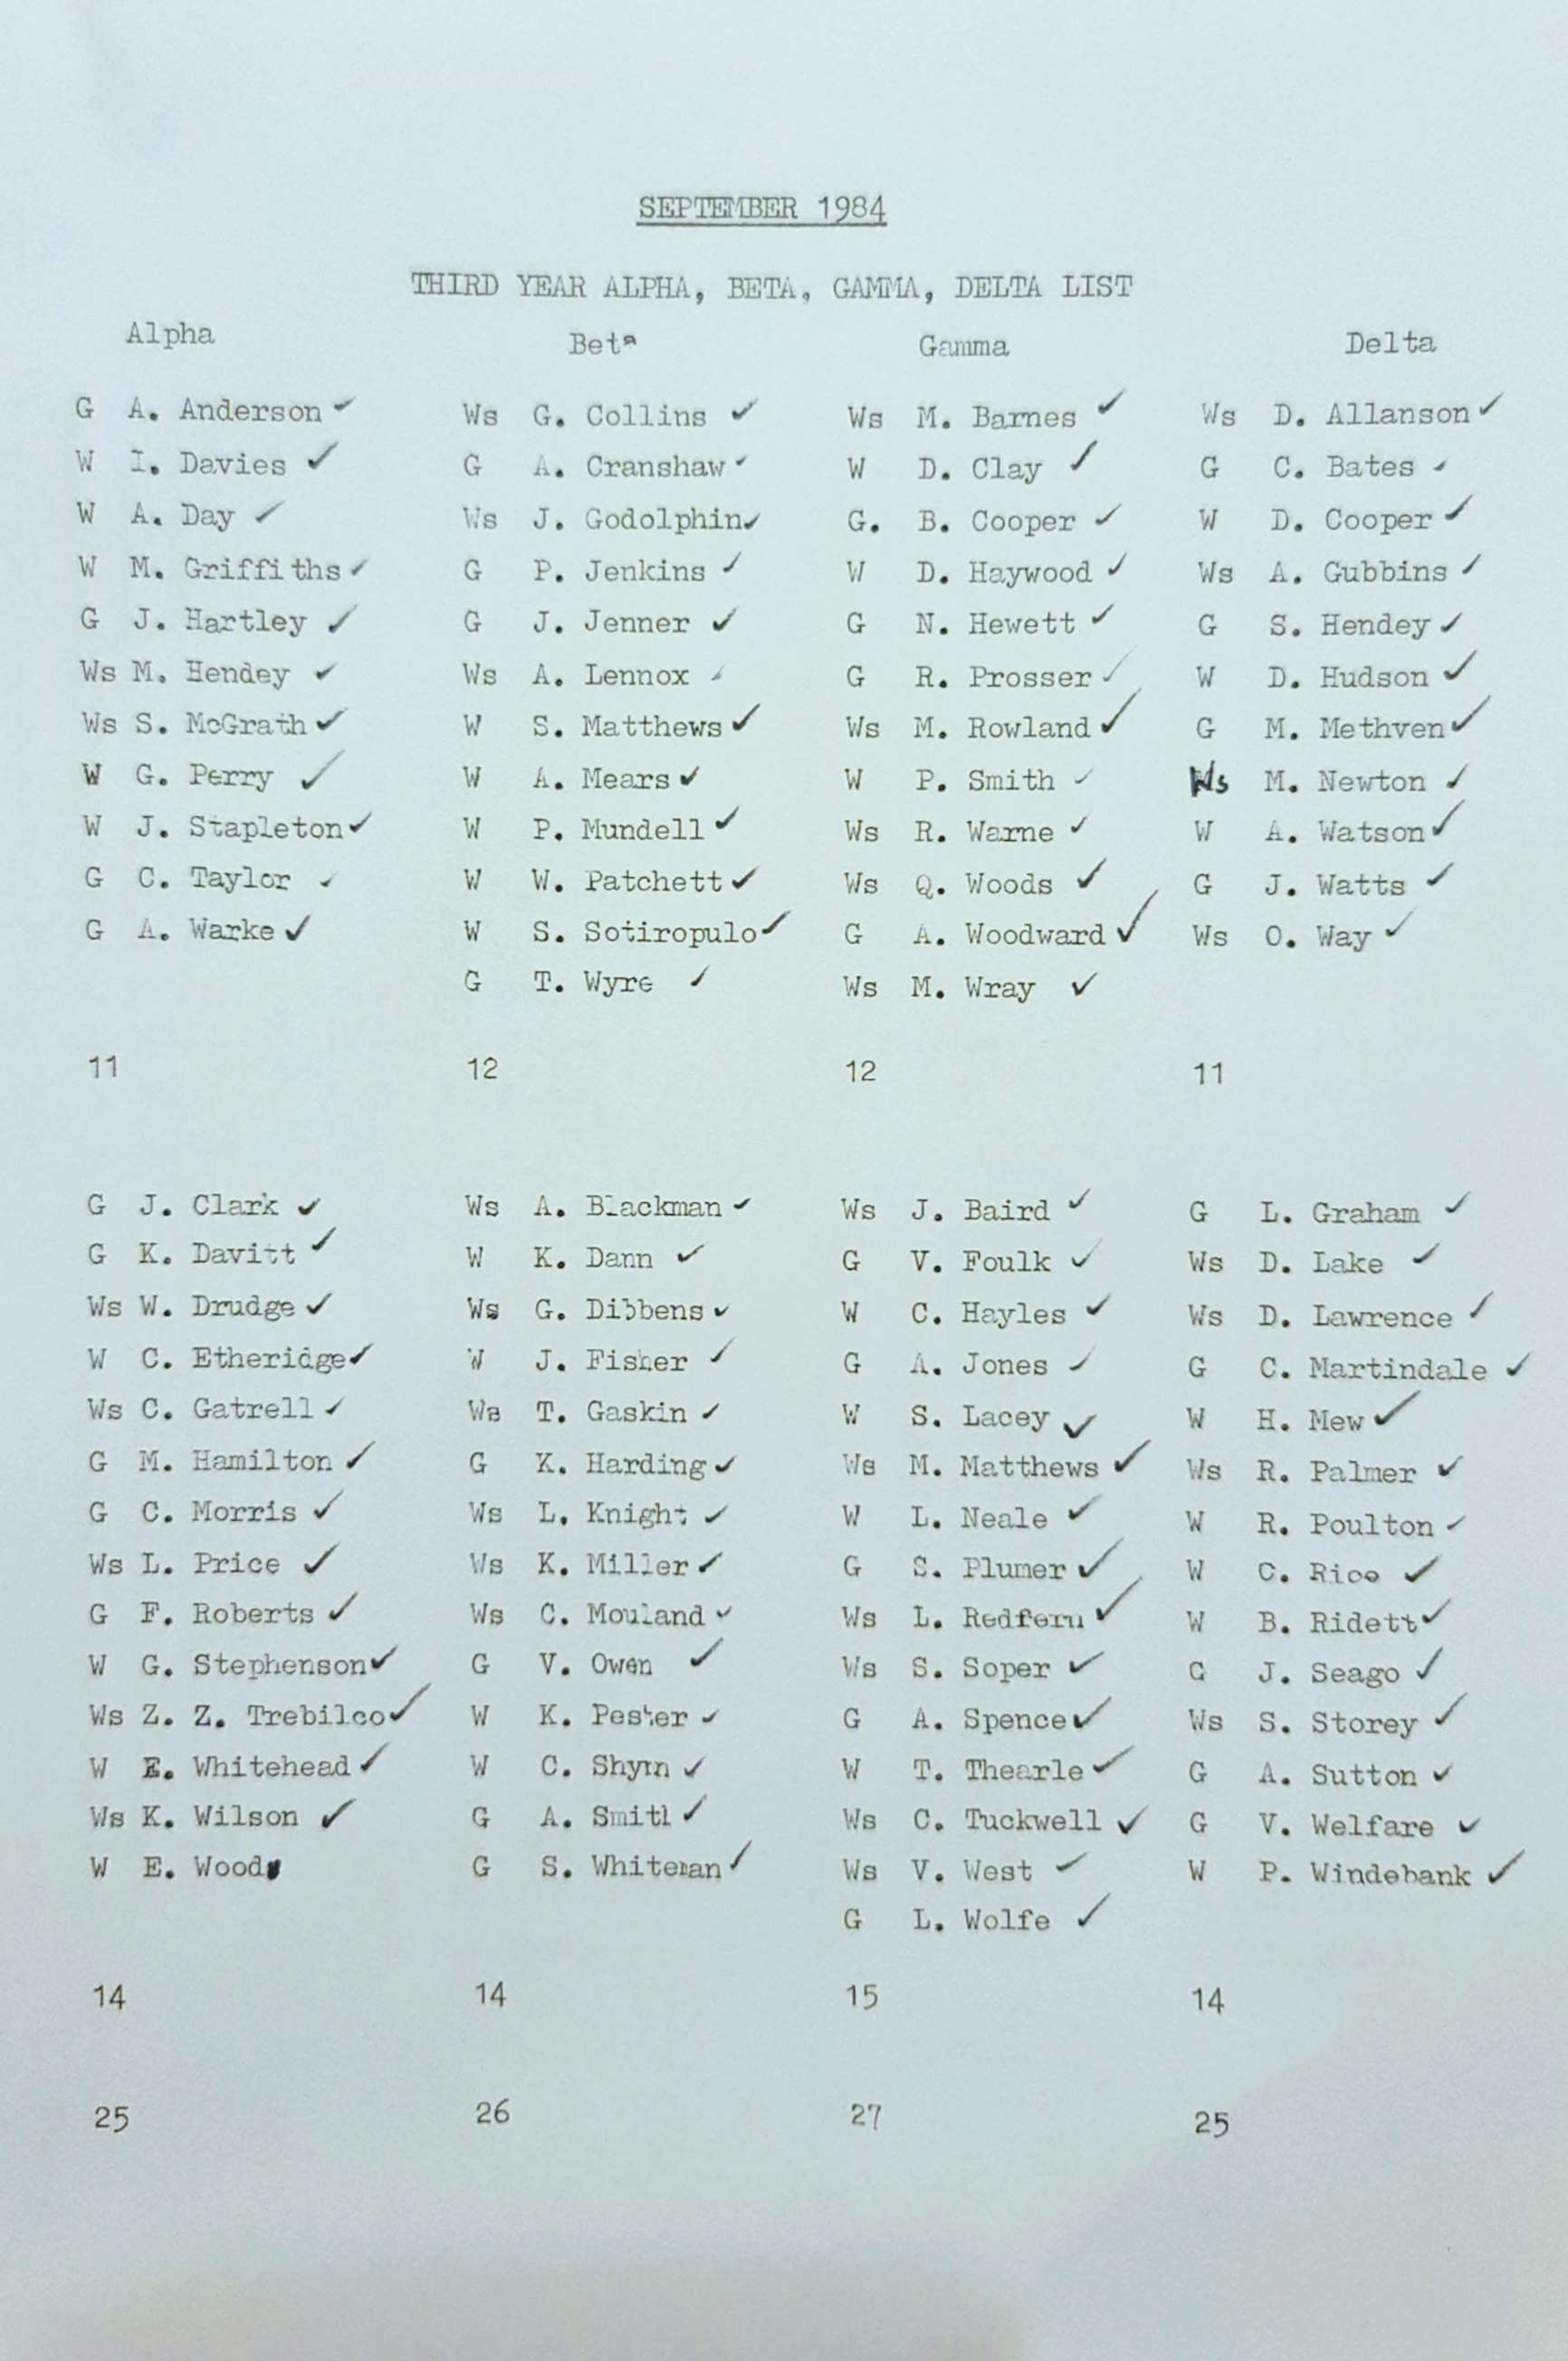 SEPTEMBER 1984
THIRD YEAR ALPHA, BETA, GAMMA, DELTA LIST
Alpha Beta Gamma Delta
G A. Anderson ✓ Ws G. Collins ✓ Ws M. Barnes ✓ Ws D. Allanson ✓
W I. Davies ✓ G A. Cranshaw ✓ W D. Clay ✓ G C. Bates ✓
W A. Day ✓ Ws J. Godolphin ✓ G. B. Cooper ✓ W D. Cooper ✓
W M. Griffiths ✓ G P. Jenkins ✓ W D. Haywood ✓ Ws A. Gubbins ✓
G J. Hartley ✓ G J. Jenner ✓ G N. Hewett ✓ G S. Hendey ✓
Ws M. Hendey ✓ Ws A. Lennox ✓ G R. Prosser ✓ W D. Hudson ✓
Ws S. McGrath ✓ W S. Matthews ✓ Ws M. Rowland ✓ G M. Methven ✓
W G. Perry ✓ W A. Mears ✓ W P. Smith ✓ Ws M. Newton ✓
W J. Stapleton ✓ W P. Mundell ✓ Ws R. Warne ✓ W A. Watson ✓
G C. Taylor ✓ W W. Patchett ✓ Ws Q. Woods ✓ G J. Watts ✓
G A. Warke ✓ W S. Sotiropulo ✓ G A. Woodward ✓ Ws O. Way ✓
G T. Wyre ✓ Ws M. Wray ✓
11 12 12 11
G J. Clark ✓ Ws A. Blackman ✓ Ws J. Baird ✓ G L. Graham ✓
G K. Davitt ✓ W K. Dann ✓ G V. Foulk ✓ Ws D. Lake ✓
Ws W. Drudge ✓ Ws G. Dibbens ✓ W C. Hayles ✓ Ws D. Lawrence ✓
W C. Etheridge ✓ W J. Fisher ✓ G A. Jones ✓ G C. Martindale ✓
Ws C. Gatrell ✓ Ws T. Gaskin ✓ W S. Lacey ✓ W H. Mew ✓
G M. Hamilton ✓ G K. Harding ✓ Ws M. Matthews ✓ Ws R. Palmer ✓
G C. Morris ✓ Ws L. Knight ✓ W L. Neale ✓ W R. Poulton ✓
Ws L. Price ✓ Ws K. Miller ✓ G S. Plumer ✓ W C. Rice ✓
G F. Roberts ✓ Ws C. Mouland ✓ Ws L. Redfern ✓ W B. Ridett ✓
W G. Stephenson ✓ G V. Owen ✓ Ws S. Soper ✓ G J. Seago ✓
Ws Z. Z. Trebilco ✓ W K. Pester ✓ G A. Spence ✓ Ws S. Storey ✓
W E. Whitehead ✓ W C. Shynn ✓ W T. Thearle ✓ G A. Sutton ✓
Ws K. Wilson ✓ G A. Smith ✓ Ws C. Tuckwell ✓ G V. Welfare ✓
W E. Wood G S. Whiteman ✓ Ws V. West ✓ W P. Windebank ✓
G L. Wolfe ✓
14 14 15 14
25 26 27 25